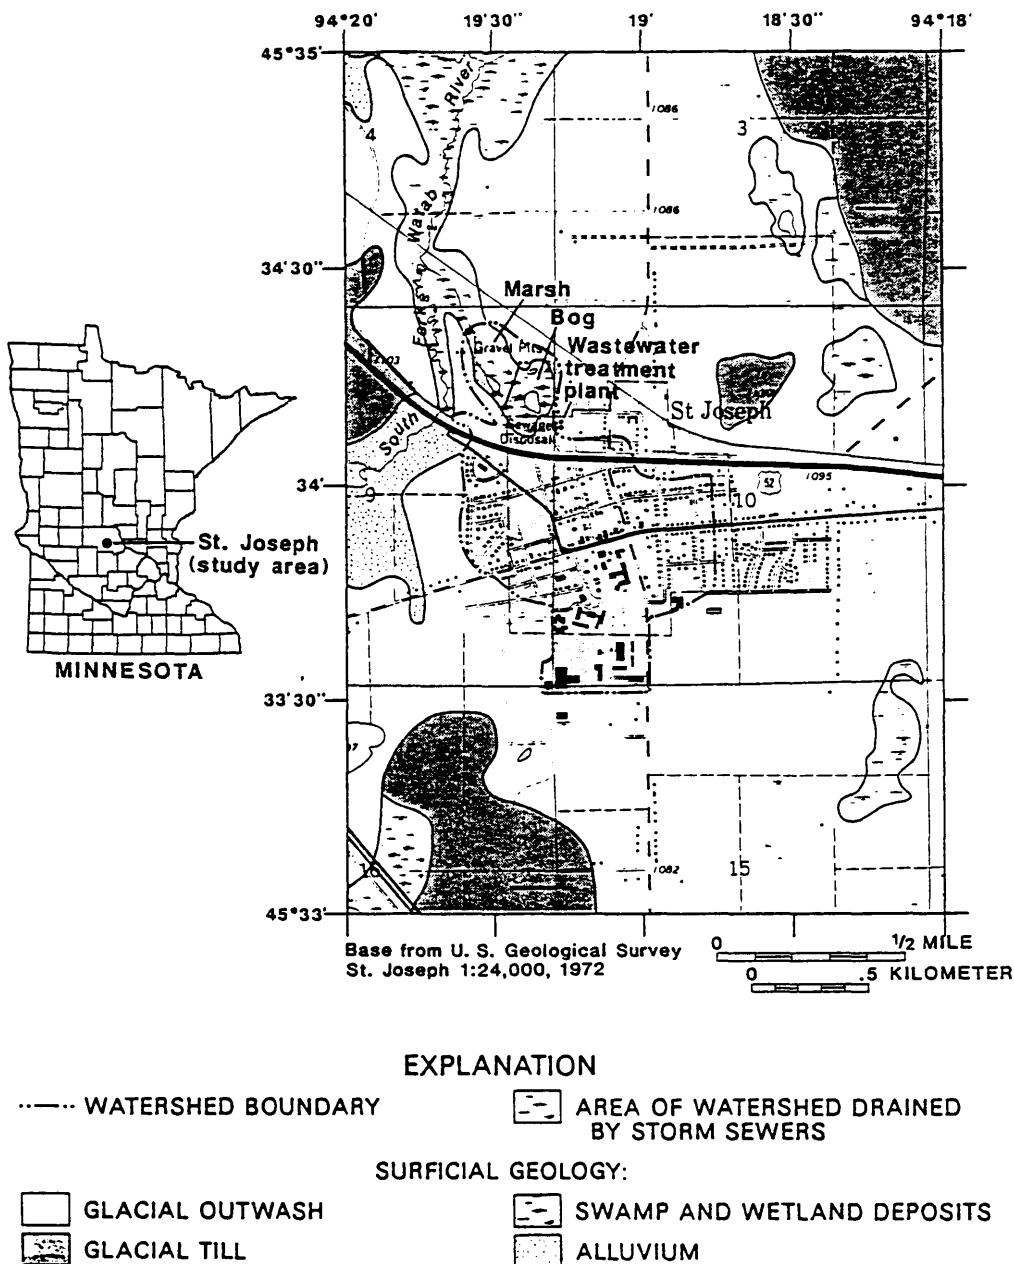 94°20' 19'30" 19' 18'30" 94°18'
45°35'
River
4
1086
3
Watab
1086
34'30"
Marsh
Bog
Forks
Gravel Pits
Wastewater
treatment
plant
St Joseph
South
Sewage
Disposal
52
1095
34'
9
10
St. Joseph
(study area)
MINNESOTA
33'30"
16
1082
15
45°33'
Base from U. S. Geological Survey
St. Joseph 1:24,000, 1972
0 1/2 MILE
0 .5 KILOMETER
EXPLANATION
WATERSHED BOUNDARY
AREA OF WATERSHED DRAINED
BY STORM SEWERS
SURFICIAL GEOLOGY:
GLACIAL OUTWASH
SWAMP AND WETLAND DEPOSITS
GLACIAL TILL
ALLUVIUM